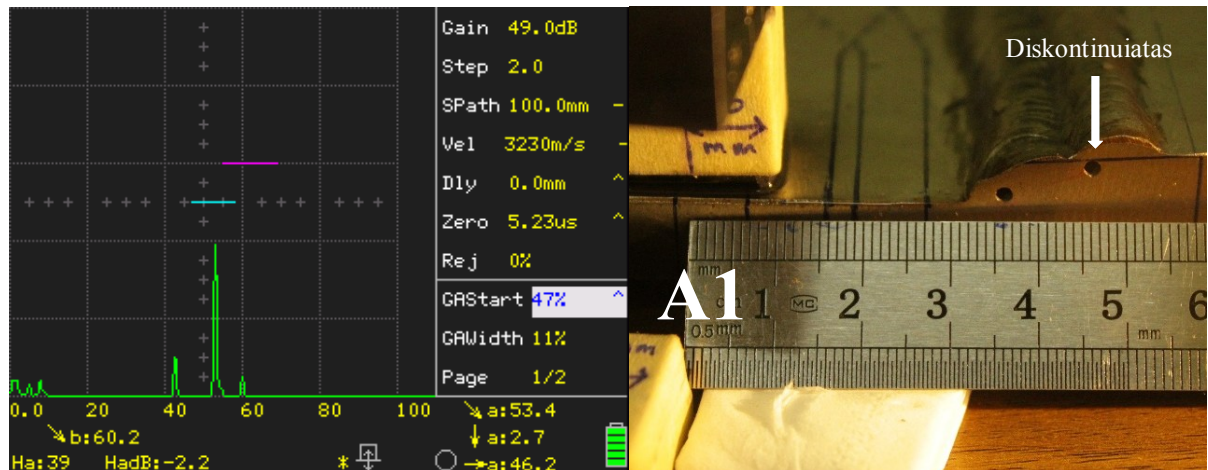 Gain 49.0dB
Step 2.0
SPath 100.0mm -
Vel 3230m/s -
Dly 0.0mm ^
Zero 5.23us ^
Rej 0%
GAStart 47% ^
GAWidth 11%
Page 1/2
0.0 20 40 60 80 100
↘a:53.4
↘b:60.2
↓a:2.7
Ha:39 HadB:-2.2 *
→a:46.2
Diskontinuiatas
mm
A1
mm
cm 1 MC 2 3 4 5 6
0.5mm
mm